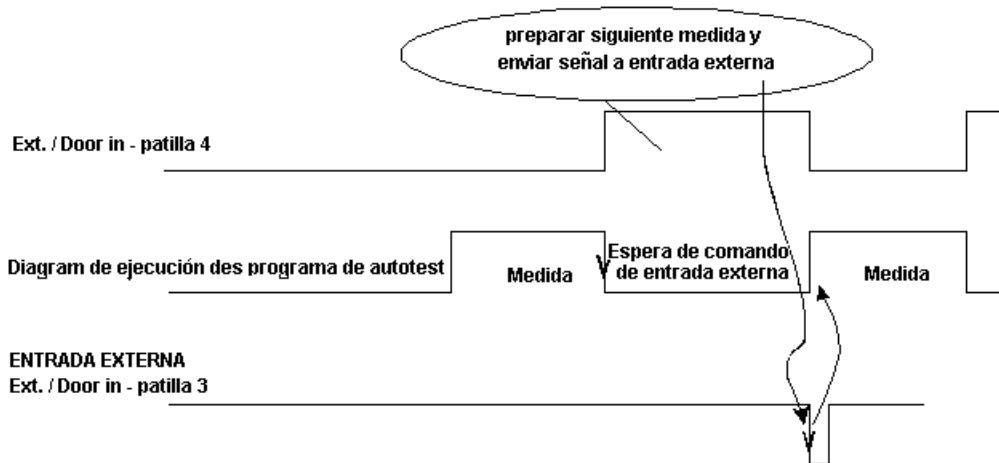 preparar siguiente medida y
enviar señal a entrada externa
Ext. / Door in - patilla 4
Diagram de ejecución des programa de autotest
Medida
Espera de comando
de entrada externa
Medida
ENTRADA EXTERNA
Ext. / Door in - patilla 3